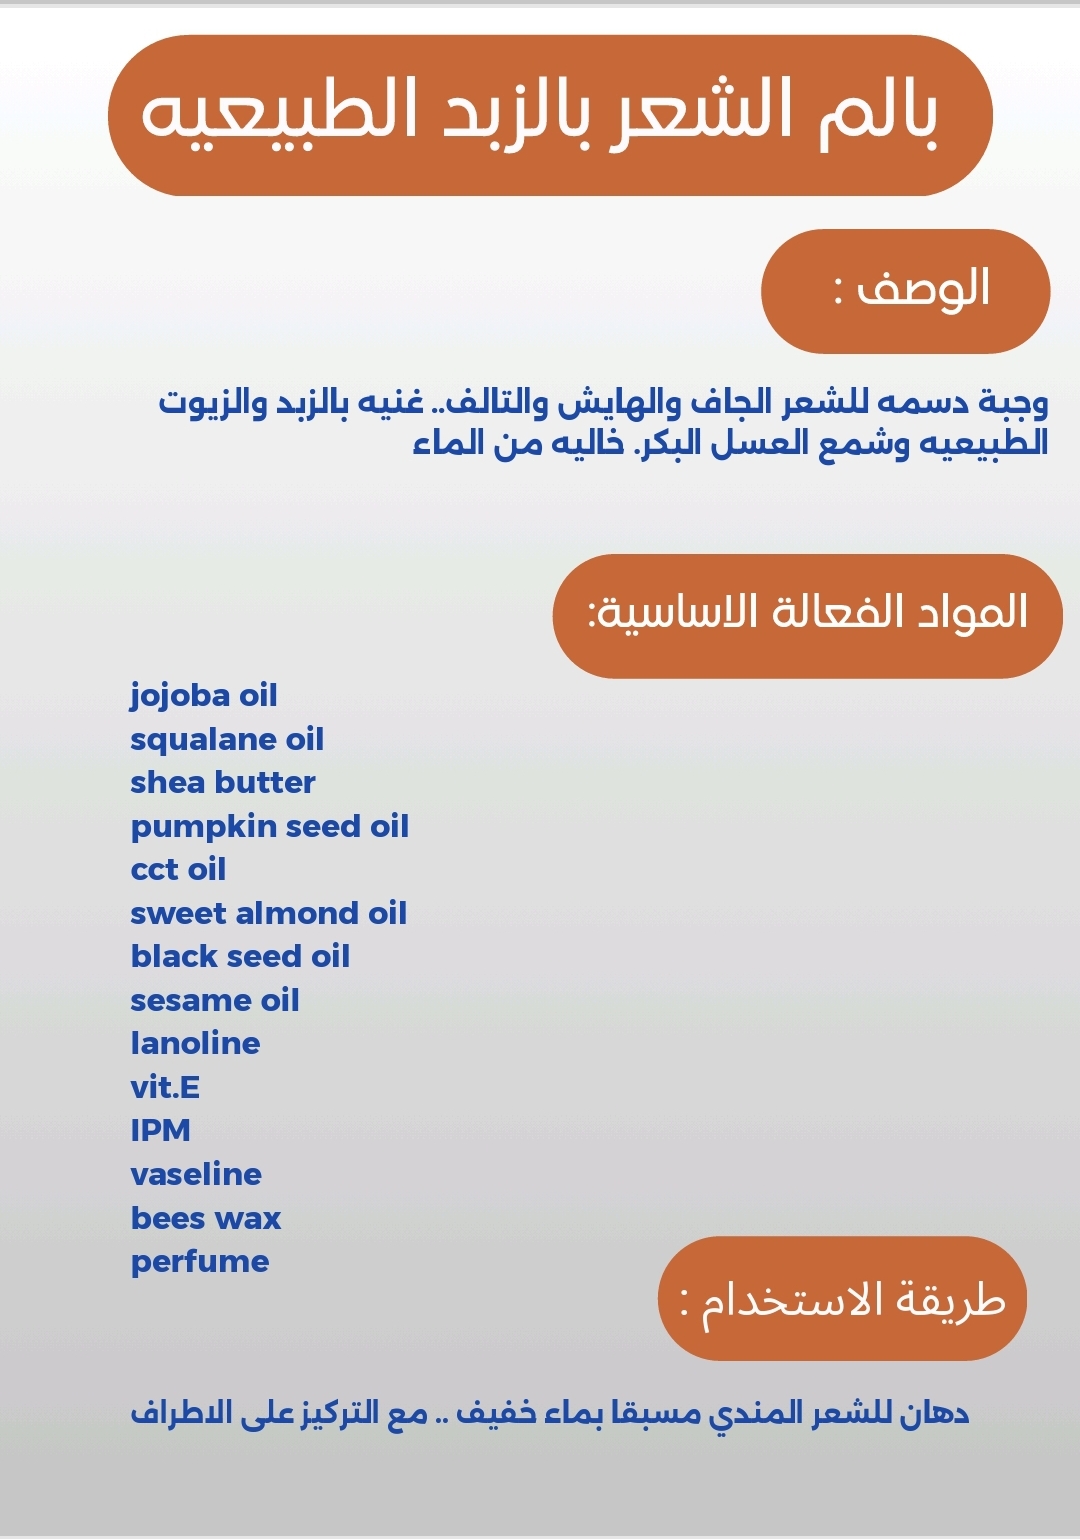 بالم الشعر بالزبد الطبيعيه
الوصف :
وجبة دسمه للشعر الجاف والهايش والتالف.. غنيه بالزبد والزيوت
الطبيعيه وشمع العسل البكر. خاليه من الماء
المواد الفعالة الاساسية:
jojoba oil
squalane oil
shea butter
pumpkin seed oil
cct oil
sweet almond oil
black seed oil
sesame oil
lanoline
vit.E
IPM
vaseline
bees wax
perfume
طريقة الاستخدام :
دهان للشعر المندي مسبقا بماء خفيف .. مع التركيز على الاطراف